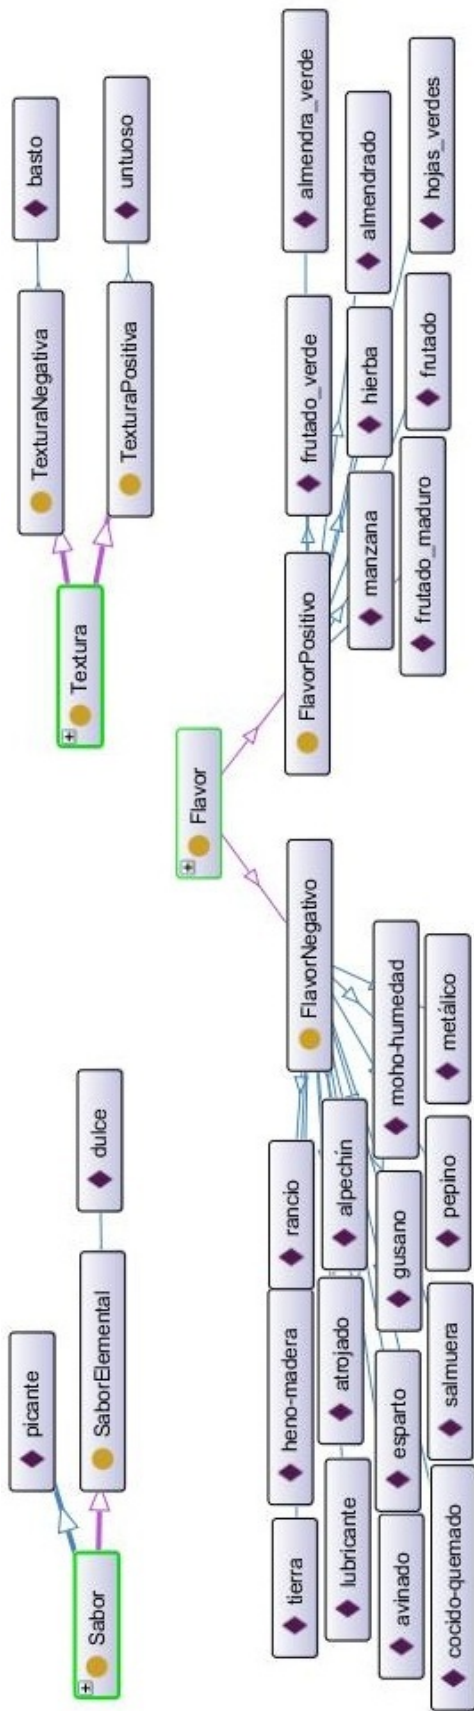 Sabor
picante
SaborElemental
dulce
Textura
TexturaNegativa
basto
TexturaPositiva
untuoso
Flavor
FlavorNegativo
tierra
heno-madera
rancio
lubricante
atrojado
alpechín
avinado
esparto
gusano
moho-humedad
cocido-quemado
salmuera
pepino
metálico
FlavorPositivo
frutado_verde
almendra_verde
manzana
hierba
almendrado
frutado_maduro
frutado
hojas_verdes